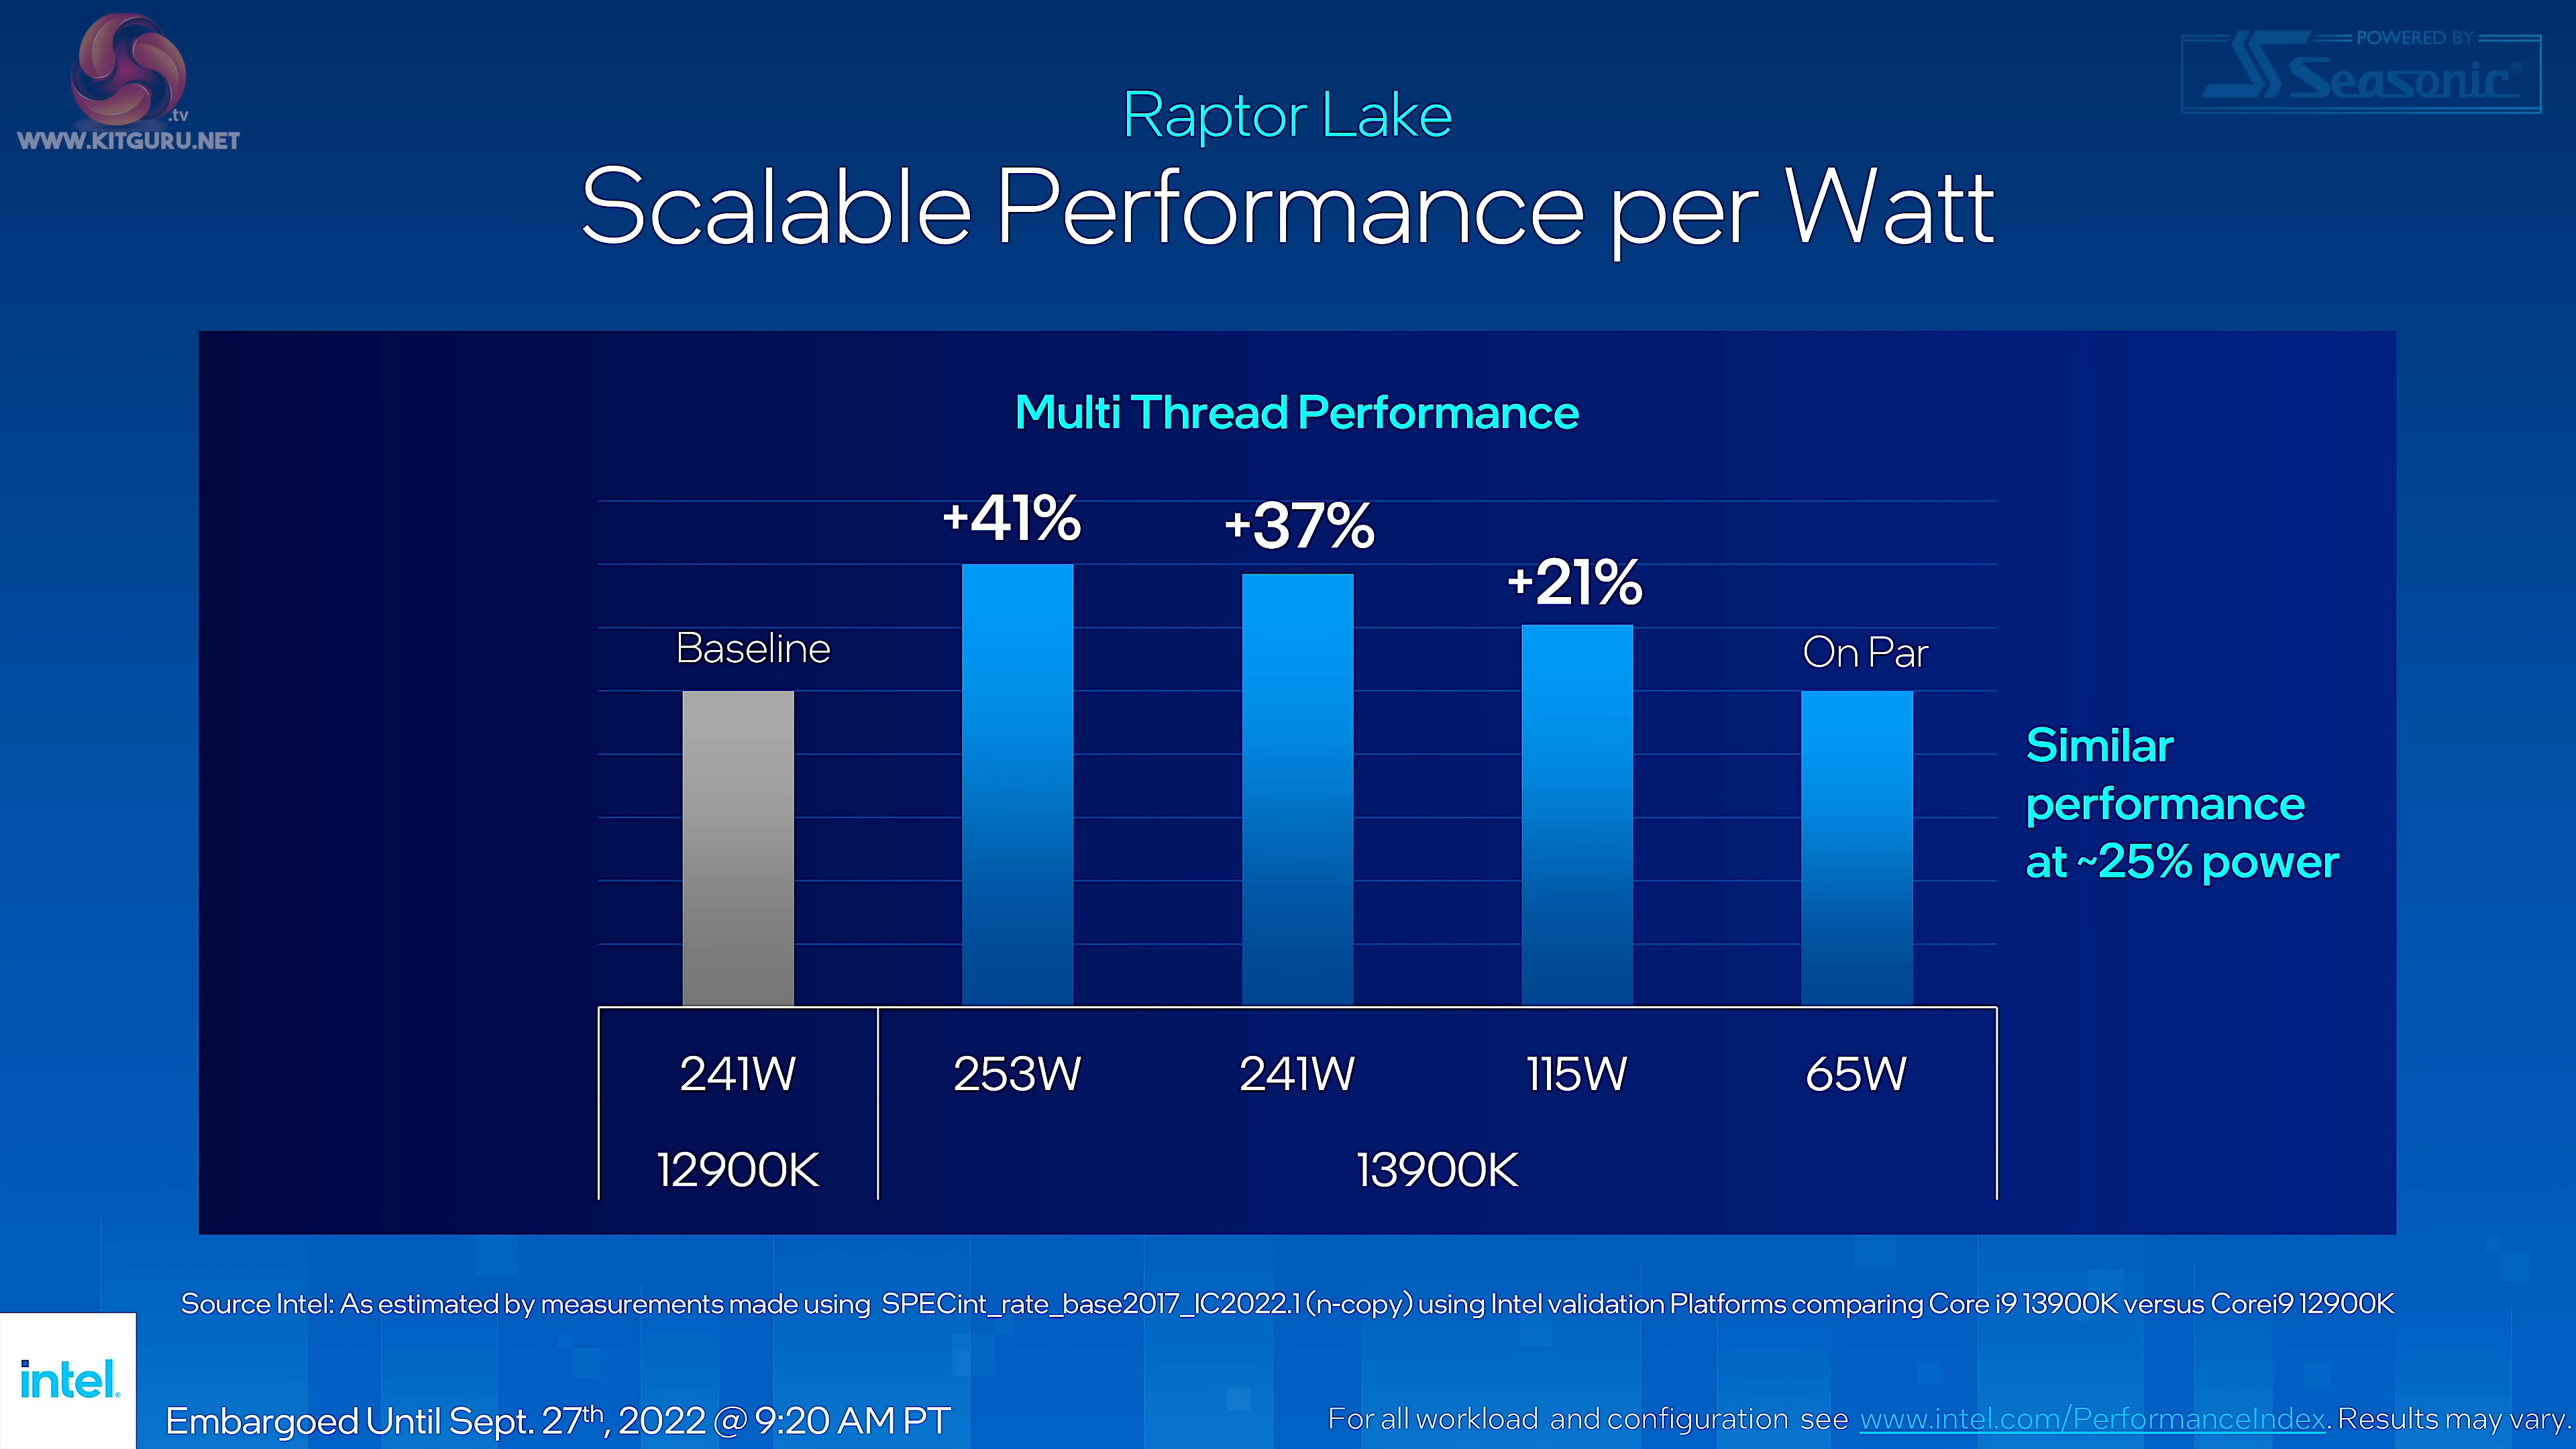 .tv
WWW.KITGURU.NET
POWERED BY
Seasonic®
Raptor Lake
Scalable Performance per Watt
Multi Thread Performance
+41%
+37%
+21%
Baseline
On Par
Similar
performance
at ~25% power
241W 253W 241W 115W 65W
12900K 13900K
Source Intel: As estimated by measurements made using SPECint_rate_base2017_IC2022.1 (n-copy) using Intel validation Platforms comparing Core i9 13900K versus Corei9 12900K
intel.
Embargoed Until Sept. 27th, 2022 @ 9:20 AM PT
For all workload and configuration see www.intel.com/PerformanceIndex. Results may vary.